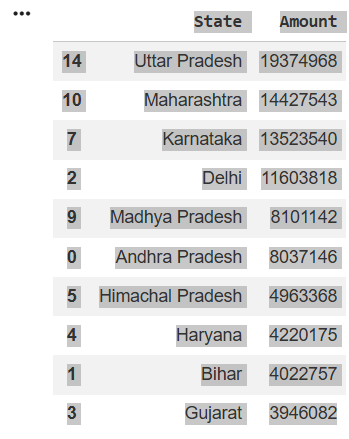 State Amount
14 Uttar Pradesh 19374968
10 Maharashtra 14427543
7 Karnataka 13523540
2 Delhi 11603818
9 Madhya Pradesh 8101142
0 Andhra Pradesh 8037146
5 Himachal Pradesh 4963368
4 Haryana 4220175
1 Bihar 4022757
3 Gujarat 3946082